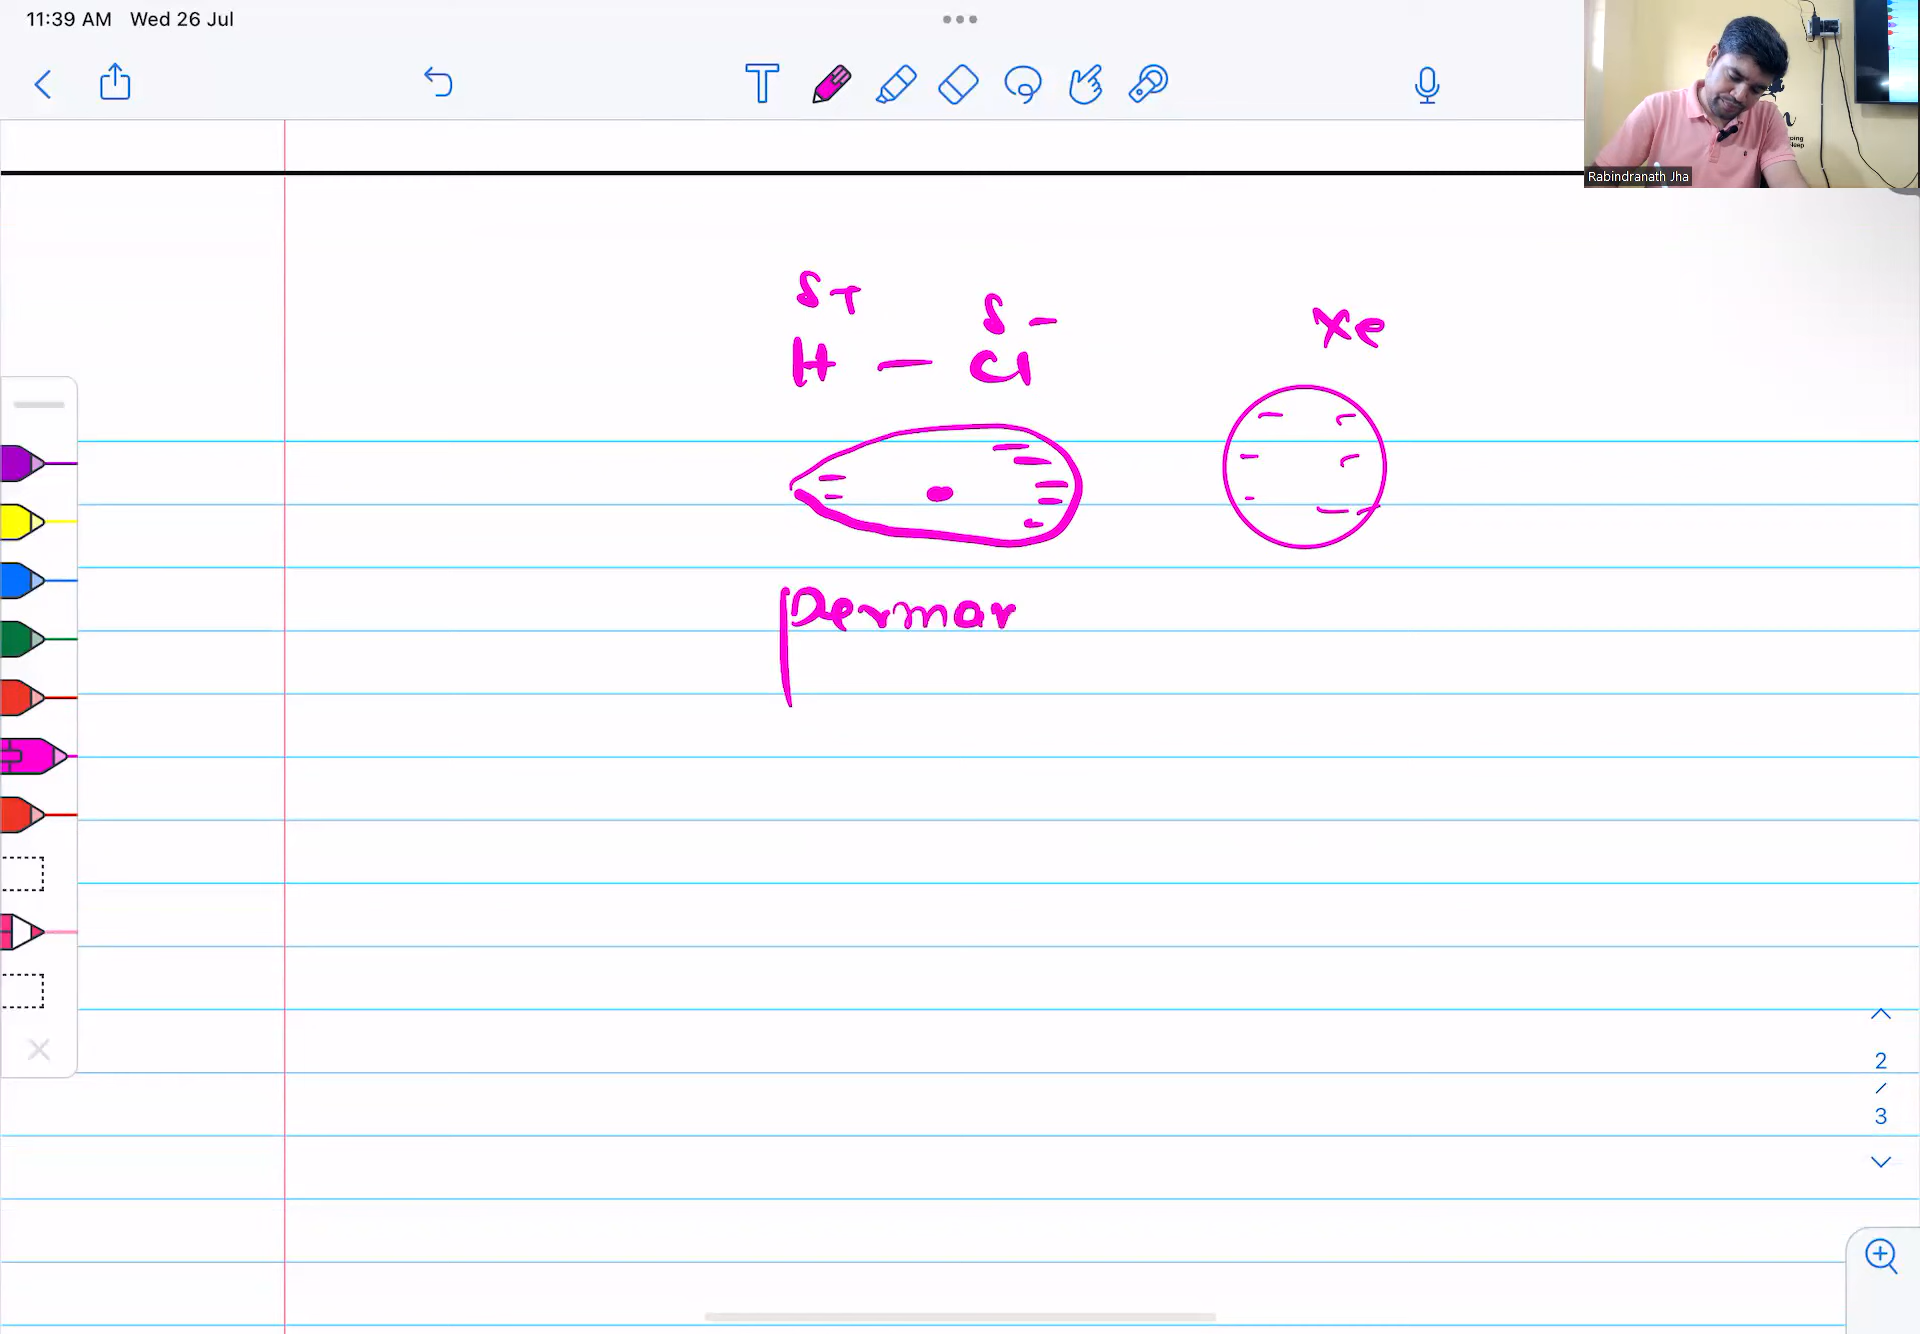 11:39 AM Wed 26 Jul
Rabindranath Jha
δ+ δ-
H - Cl
Xe
permar
2
/
3